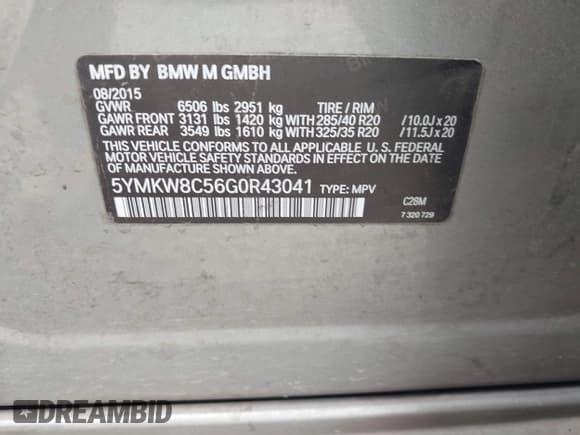 MFD BY BMW M GMBH
08/2015
GVWR 6506 lbs 2951 kg TIRE / RIM
GAWR FRONT 3131 lbs 1420 kg WITH 285/40 R20 /10.0J x 20
GAWR REAR 3549 lbs 1610 kg WITH 325/35 R20 /11.5J x 20
THIS VEHICLE CONFORMS TO ALL APPLICABLE U.S. FEDERAL
MOTOR VEHICLE SAFETY STANDARDS IN EFFECT ON THE
DATE OF MANUFACTURE SHOWN ABOVE.
5YMKW8C56G0R43041 TYPE: MPV
C28M
7 320 729
DREAMBID